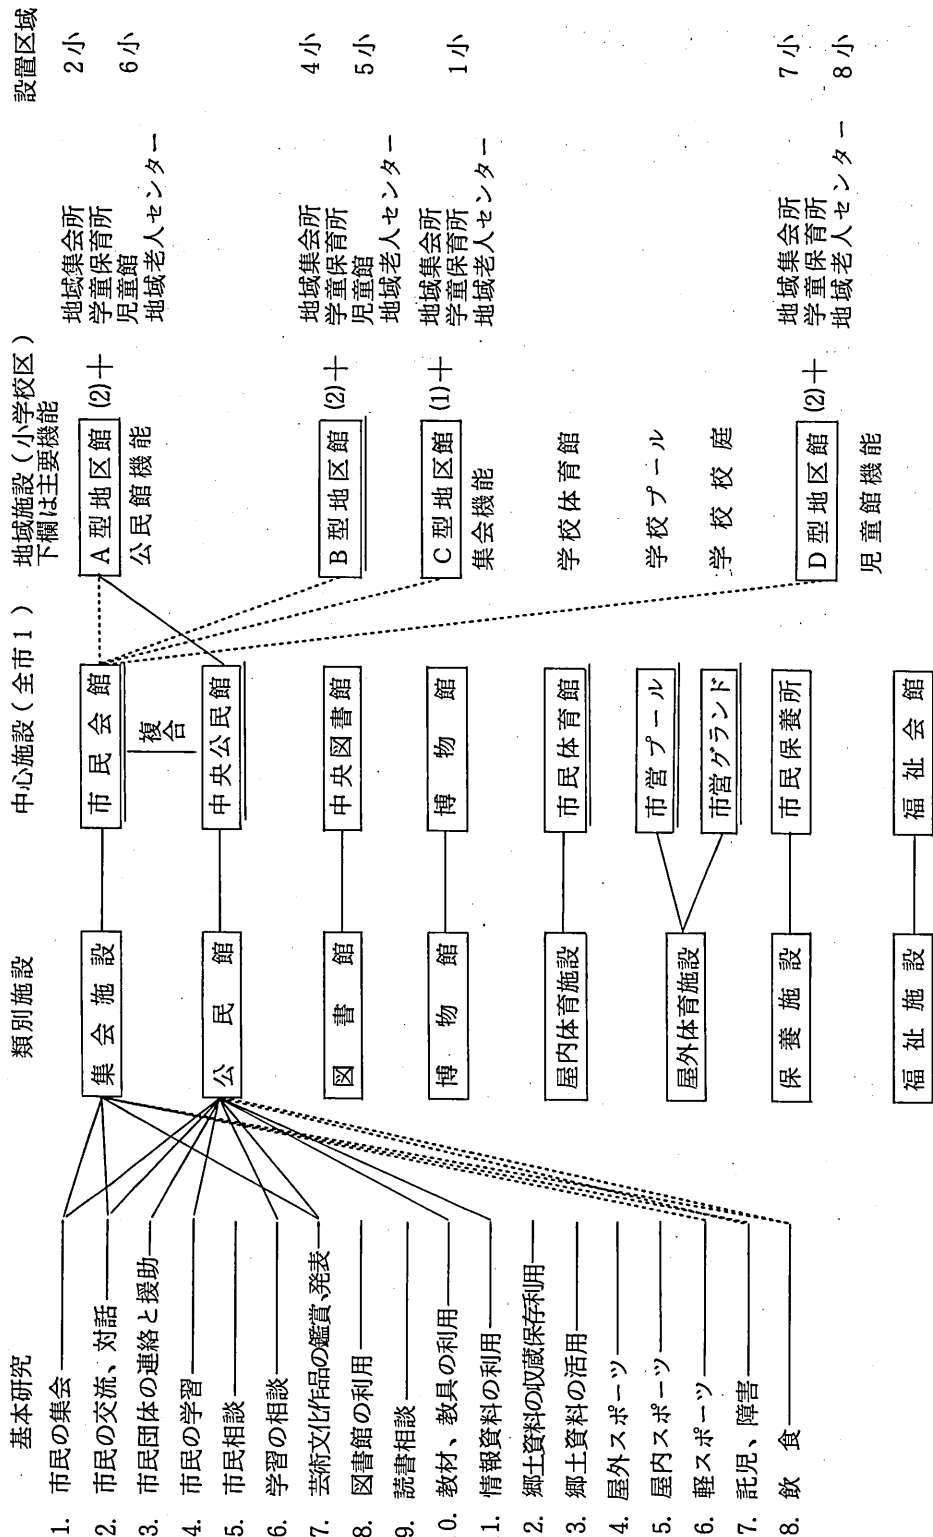 基本研究
1. 市民の集会
2. 市民の交流、対話
3. 市民団体の連絡と援助
4. 市民の学習
5. 市民相談
6. 学習の相談
7. 芸術文化作品の鑑賞、発表
8. 図書館の利用
9. 読書相談
0. 教材、教具の利用
1. 情報資料の利用
2. 郷土資料の収蔵保存利用
3. 郷土資料の活用
4. 屋外スポーツ
5. 屋内スポーツ
6. 軽スポーツ
7. 託児、障害
8. 飲食
類別施設
集会施設
公民館
図書館
博物館
屋内体育施設
屋外体育施設
保養施設
福祉施設
中心施設(全市1)
市民会館
複合
中央公民館
中央図書館
博物館
市民体育館
市営プール
市営グランド
市民保養所
福祉会館
地域施設(小学校区)
下欄は主要機能
A型地区館 (2)+
公民館機能
B型地区館 (2)+
C型地区館 (1)+
集会機能
学校体育館
学校プール
学校校庭
D型地区館 (2)+
児童館機能
地域集会所
学童保育所
児童館
地域老人センター
地域集会所
学童保育所
児童館
地域老人センター
地域集会所
学童保育所
地域老人センター
地域集会所
学童保育所
地域老人センター
設置区域
2小
6小
4小
5小
1小
7小
8小